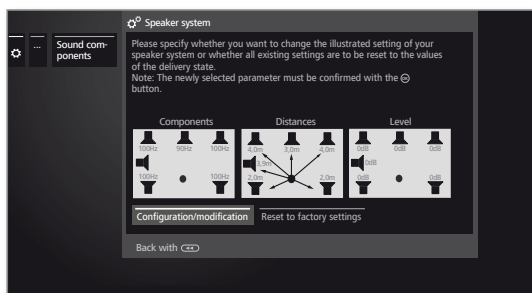 Speaker system
...
Sound com-
ponents
Please specify whether you want to change the illustrated setting of your
speaker system or whether all existing settings are to be reset to the values
of the delivery state.
Note: The newly selected parameter must be confirmed with the OK
button.
Components
Distances
Level
100Hz 90Hz 100Hz
4,0m 3,0m 4,0m
0dB 0dB 0dB
3,9m
0dB
100Hz 100Hz
2,0m 2,0m
0dB 0dB
Configuration/modification
Reset to factory settings
Back with